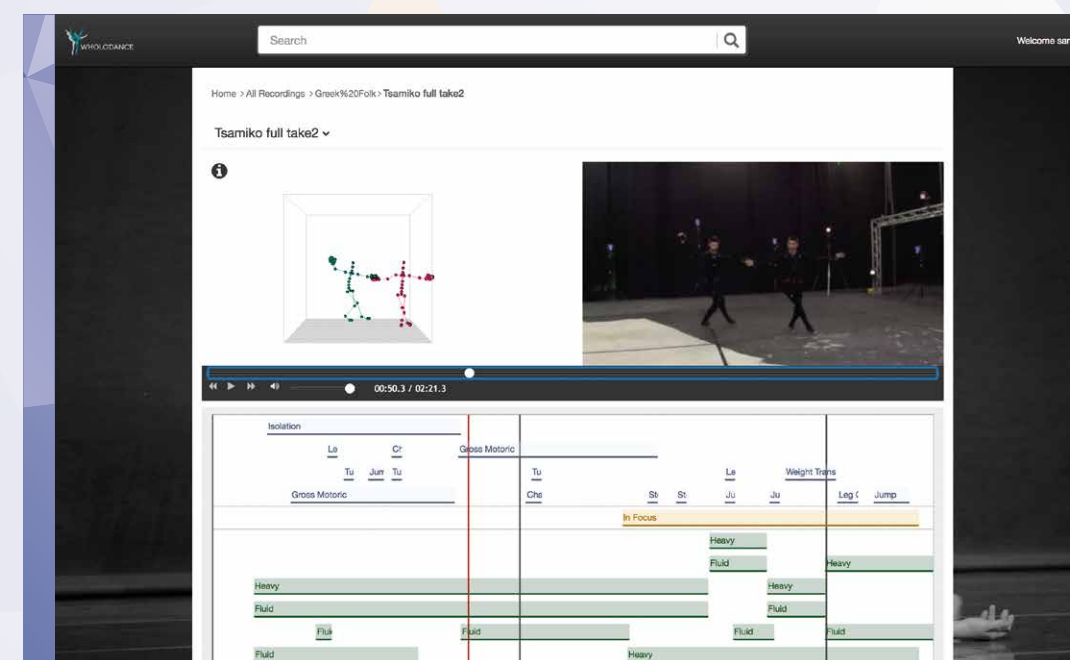 WHOLODANCE
Search
Welcome sar
Home > All Recordings > Greek%20Folk > Tsamiko full take2
Tsamiko full take2
00:50.3 / 02:21.3
Isolation
Le Ch Gross Motoric
Tu Jum Tu Tu Le Weight Trans
Gross Motoric Cha St St Ju Ju Leg ( Jump
In Focus
Heavy
Fluid Heavy
Heavy Heavy
Fluid Fluid
Fluid Fluid Fluid
Fluid Heavy